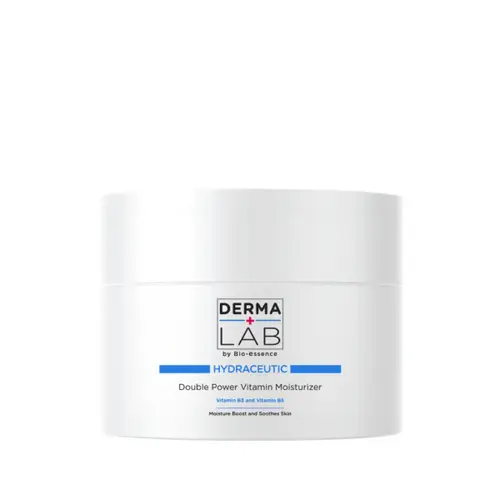 DERMA
LAB
by Bio-essence
HYDRACEUTIC
Double Power Vitamin Moisturizer
Vitamin B3 and Vitamin B5
Moisture Boost and Soothes Skin